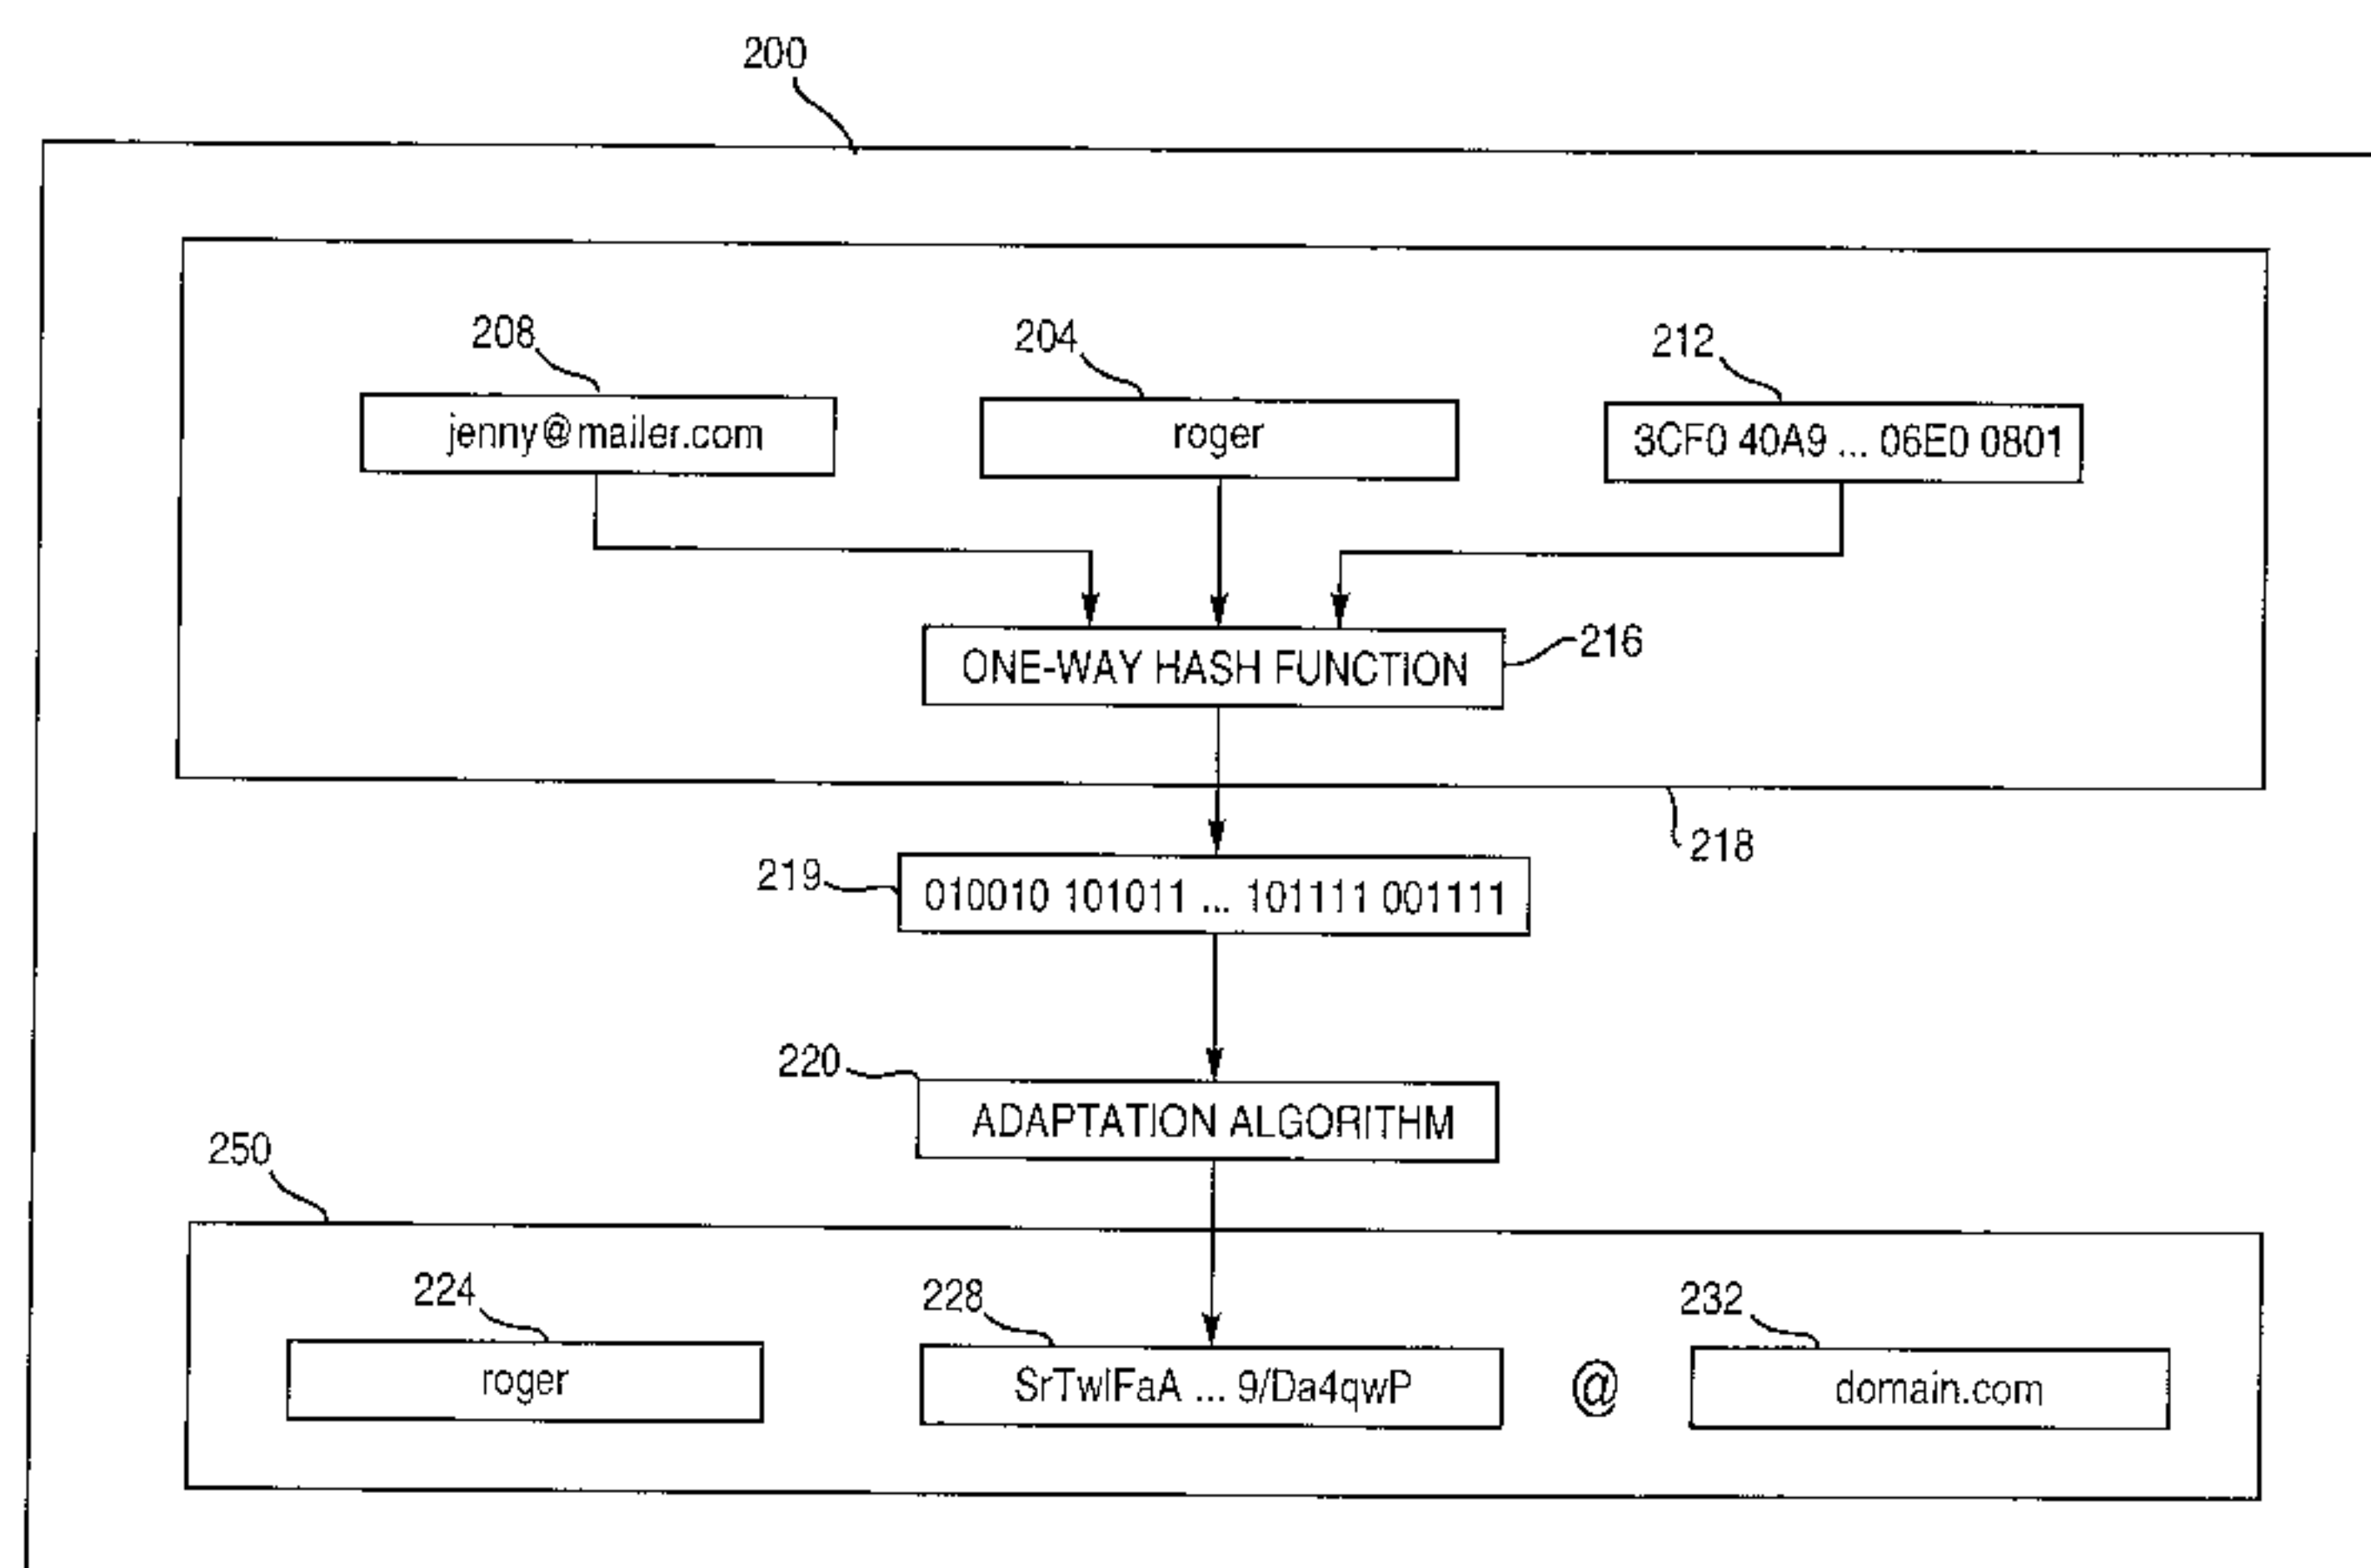 200
208
204
212
jenny@mailer.com
roger
3CF0 40A9 ... 06E0 0801
ONE-WAY HASH FUNCTION
216
218
219
010010 101011 ... 101111 001111
220
ADAPTATION ALGORITHM
250
224
228
232
roger
SrTwIFaA ... 9/Da4qwP
@
domain.com